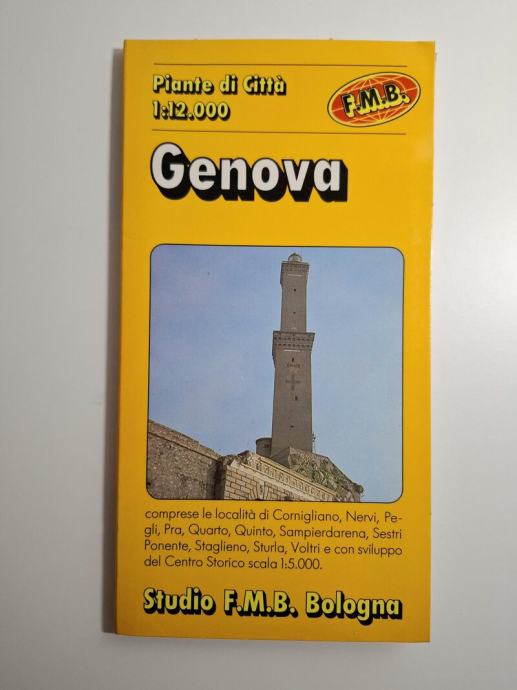 Piante di Città
1:12.000
F.M.B.
Genova
comprese le località di Cornigliano, Nervi, Pe-
gli, Pra, Quarto, Quinto, Sampierdarena, Sestri
Ponente, Staglieno, Sturla, Voltri e con sviluppo
del Centro Storico scala 1:5.000.
Studio F.M.B. Bologna